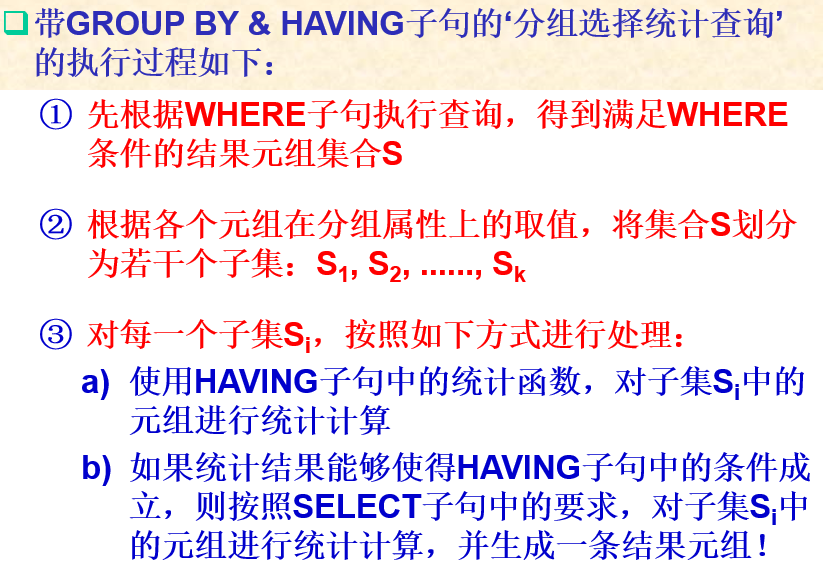 带GROUP BY & HAVING子句的‘分组选择统计查询’
的执行过程如下：
① 先根据WHERE子句执行查询，得到满足WHERE
条件的结果元组集合S
② 根据各个元组在分组属性上的取值，将集合S划分
为若干个子集：S1, S2, ......, Sk
③ 对每一个子集Si，按照如下方式进行处理：
a) 使用HAVING子句中的统计函数，对子集Si中的
元组进行统计计算
b) 如果统计结果能够使得HAVING子句中的条件成
立，则按照SELECT子句中的要求，对子集Si中
的元组进行统计计算，并生成一条结果元组！